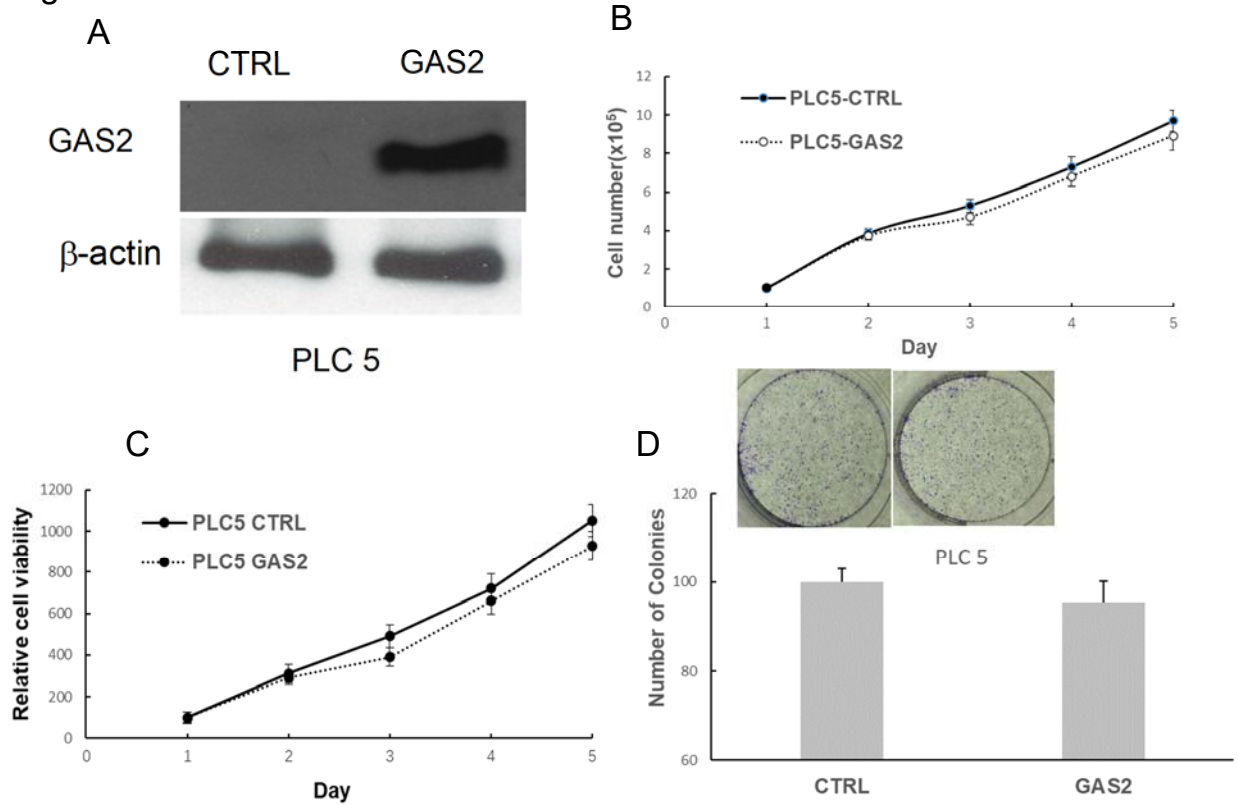 A
CTRL GAS2
GAS2
β-actin
PLC 5
B
12
10
8
6
4
2
0
Cell number(x10⁵)
PLC5-CTRL
PLC5-GAS2
0 1 2 3 4 5
Day
C
1200
1000
800
600
400
200
0
Relative cell viability
PLC5 CTRL
PLC5 GAS2
0 1 2 3 4 5
Day
D
120
100
80
60
Number of Colonies
PLC 5
CTRL GAS2